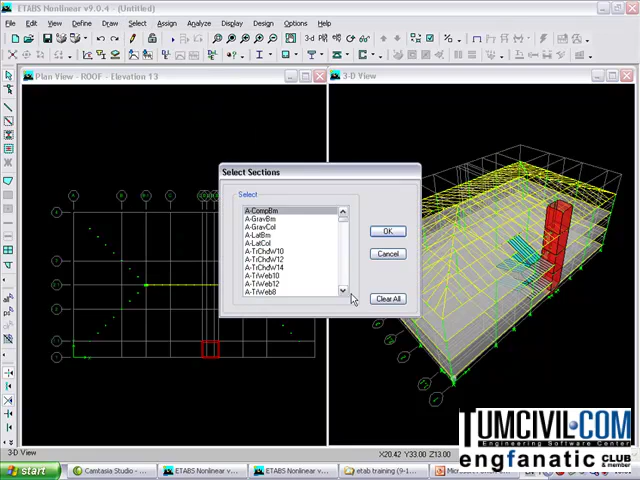 ETABS Nonlinear v9.0.4 - (Untitled)
File Edit View Define Draw Select Assign Analyze Display Design Options Help
Plan View - ROOF - Elevation 13
3-D View
Select Sections
Select
A-CompBm
A-GravBm
A-GravCol
A-LatBm
A-LatCol
A-TrChdW10
A-TrChdW12
A-TrChdW14
A-TrWeb10
A-TrWeb12
A-TrWeb8
OK
Cancel
Clear All
TUMCIVIL.COM
Engineering Software Center
engfanatic CLUB
& member
3-D View
X20.42 Y33.00 Z13.00
start
Camtasia Studio - ...
ETABS Nonlinear v...
ETABS Nonlinear v...
etab training (9-1...